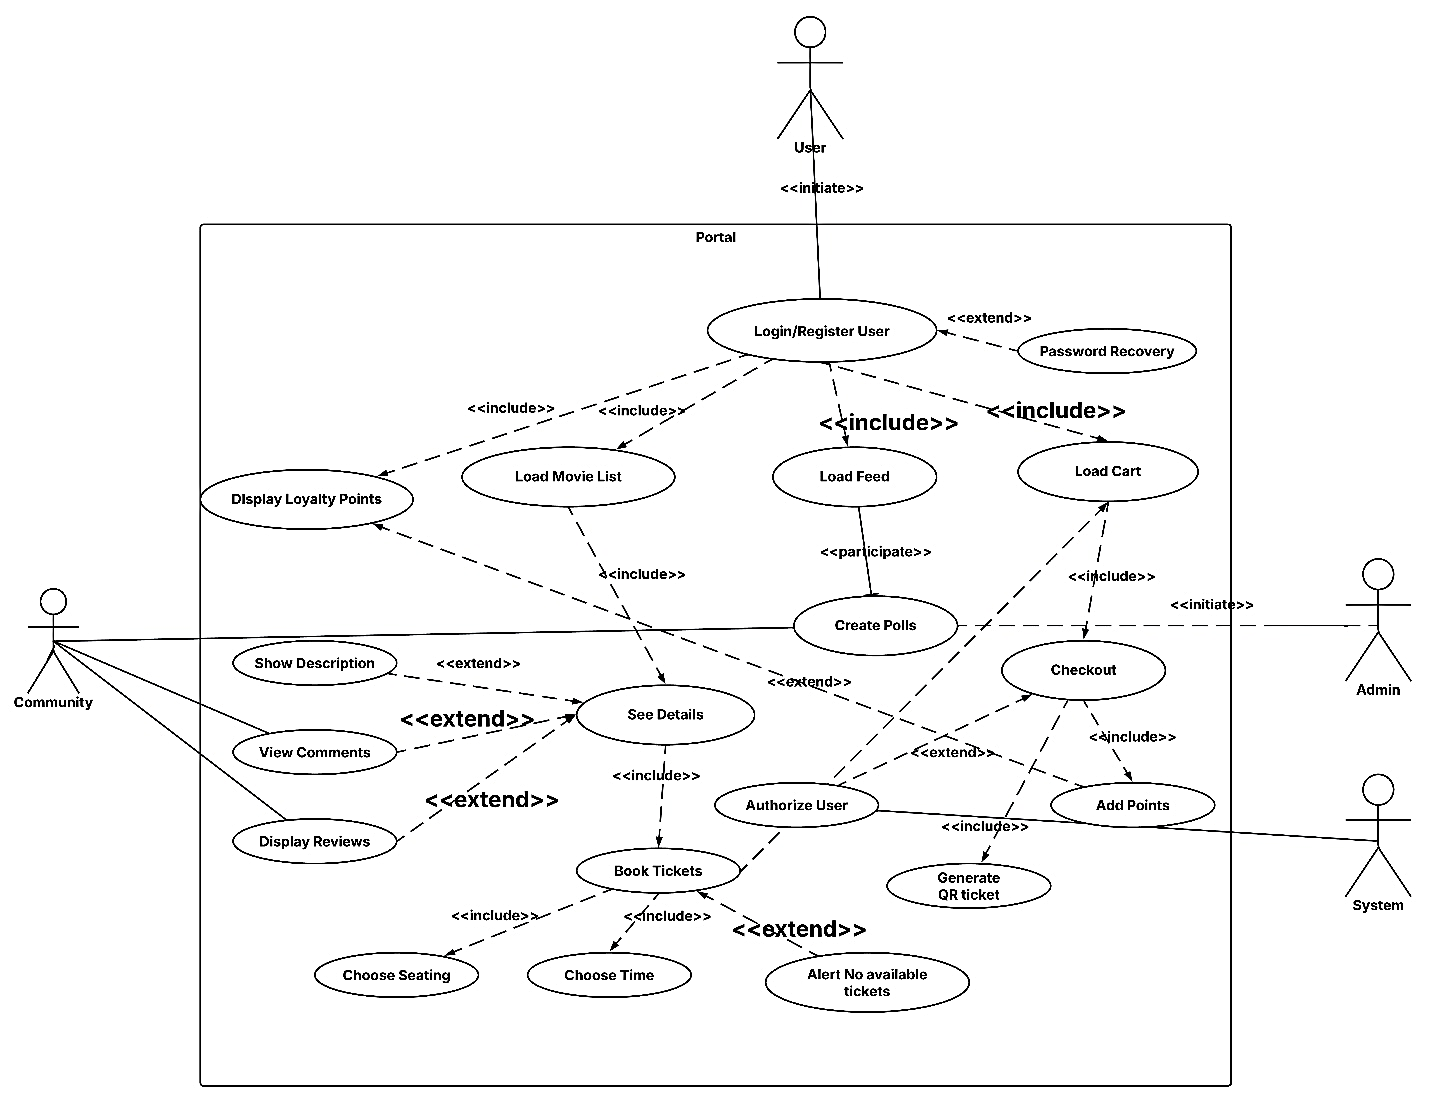 User
<<initiate>>
Portal
<<extend>>
Login/Register User
Password Recovery
<<include>>
<<include>>
<<include>>
<<include>>
Load Movie List
Load Feed
Load Cart
DIsplay Loyalty Points
<<participate>>
<<include>>
<<include>>
<<initiate>>
Create Polls
Show Description
<<extend>>
Checkout
<<extend>>
Admin
Community
See Details
<<extend>>
<<include>>
View Comments
<<extend>>
<<include>>
<<extend>>
Authorize User
Add Points
<<include>>
Display Reviews
Book Tickets
Generate
QR ticket
System
<<include>>
<<include>>
<<extend>>
Choose Seating
Choose Time
Alert No available
tickets